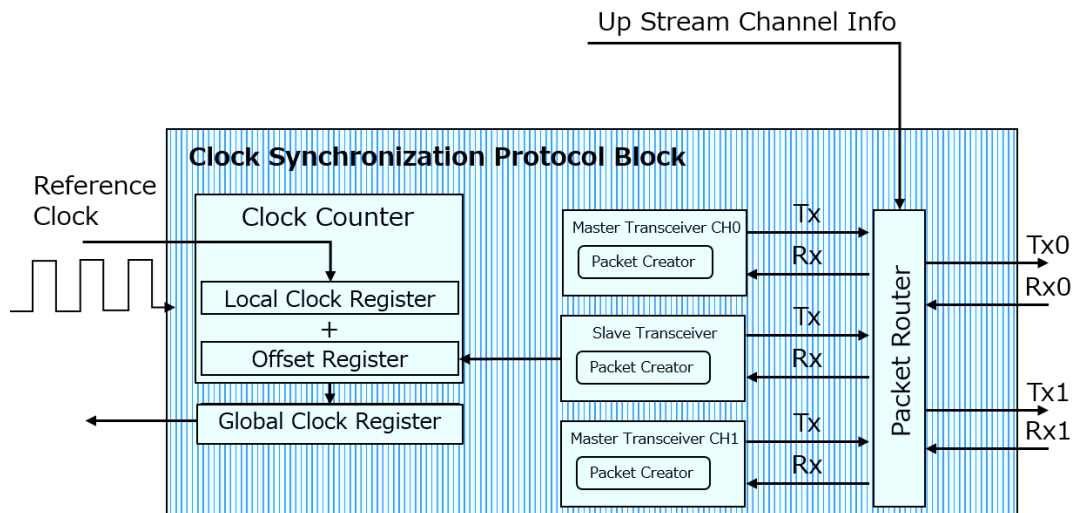 Up Stream Channel Info
Clock Synchronization Protocol Block
Reference
Clock
Clock Counter
Local Clock Register
+
Offset Register
Global Clock Register
Master Transceiver CH0
Packet Creator
Tx
Rx
Slave Transceiver
Packet Creator
Tx
Rx
Master Transceiver CH1
Packet Creator
Tx
Rx
Packet Router
Tx0
Rx0
Tx1
Rx1